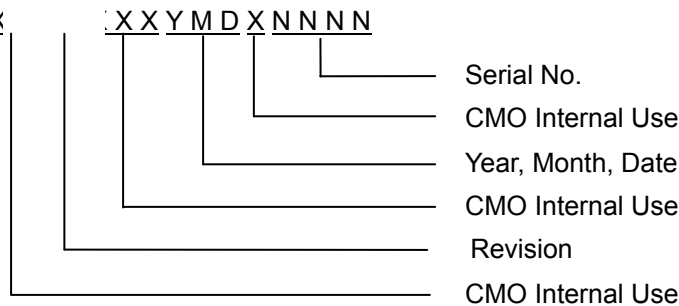 X X Y M D X N N N N
Serial No.
CMO Internal Use
Year, Month, Date
CMO Internal Use
Revision
CMO Internal Use